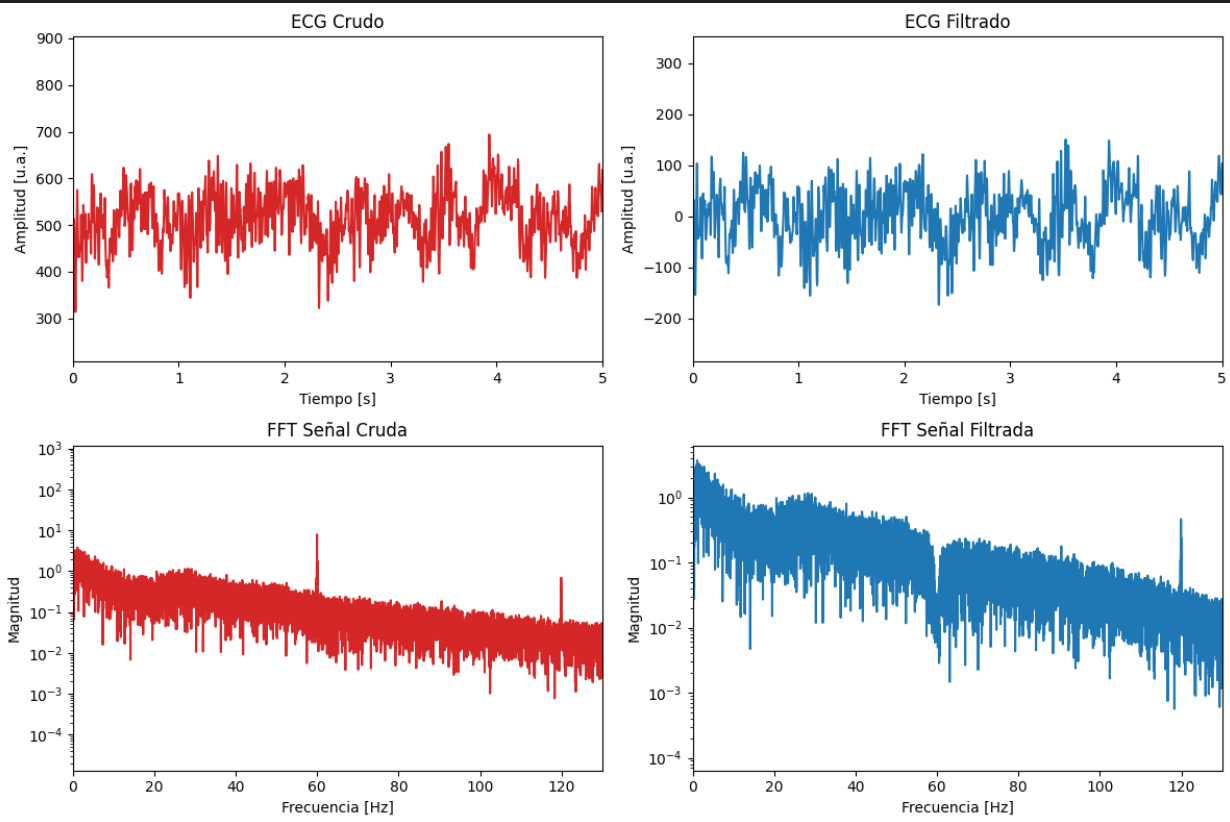 ECG Crudo
900
800
700
600
500
400
300
Amplitud [u.a.]
0 1 2 3 4 5
Tiempo [s]
ECG Filtrado
300
200
100
0
−100
−200
Amplitud [u.a.]
0 1 2 3 4 5
Tiempo [s]
FFT Señal Cruda
10³
10²
10¹
10⁰
10⁻¹
10⁻²
10⁻³
10⁻⁴
Magnitud
0 20 40 60 80 100 120
Frecuencia [Hz]
FFT Señal Filtrada
10⁰
10⁻¹
10⁻²
10⁻³
10⁻⁴
Magnitud
0 20 40 60 80 100 120
Frecuencia [Hz]